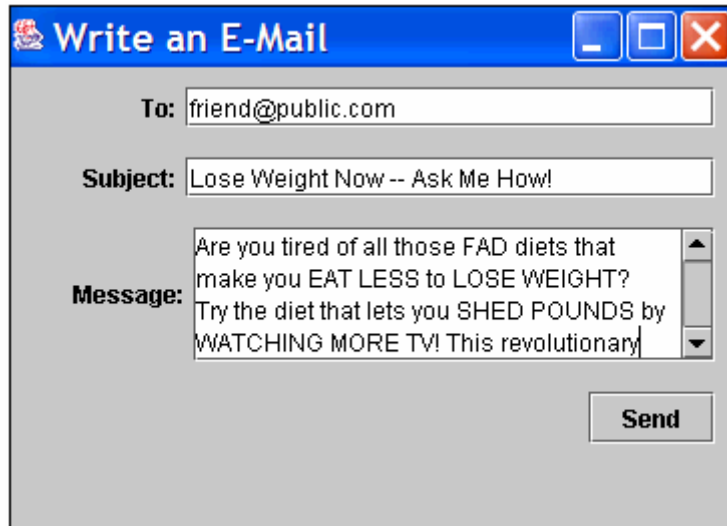 Write an E-Mail
To: friend@public.com
Subject: Lose Weight Now -- Ask Me How!
Message:
Are you tired of all those FAD diets that
make you EAT LESS to LOSE WEIGHT?
Try the diet that lets you SHED POUNDS by
WATCHING MORE TV! This revolutionary
Send